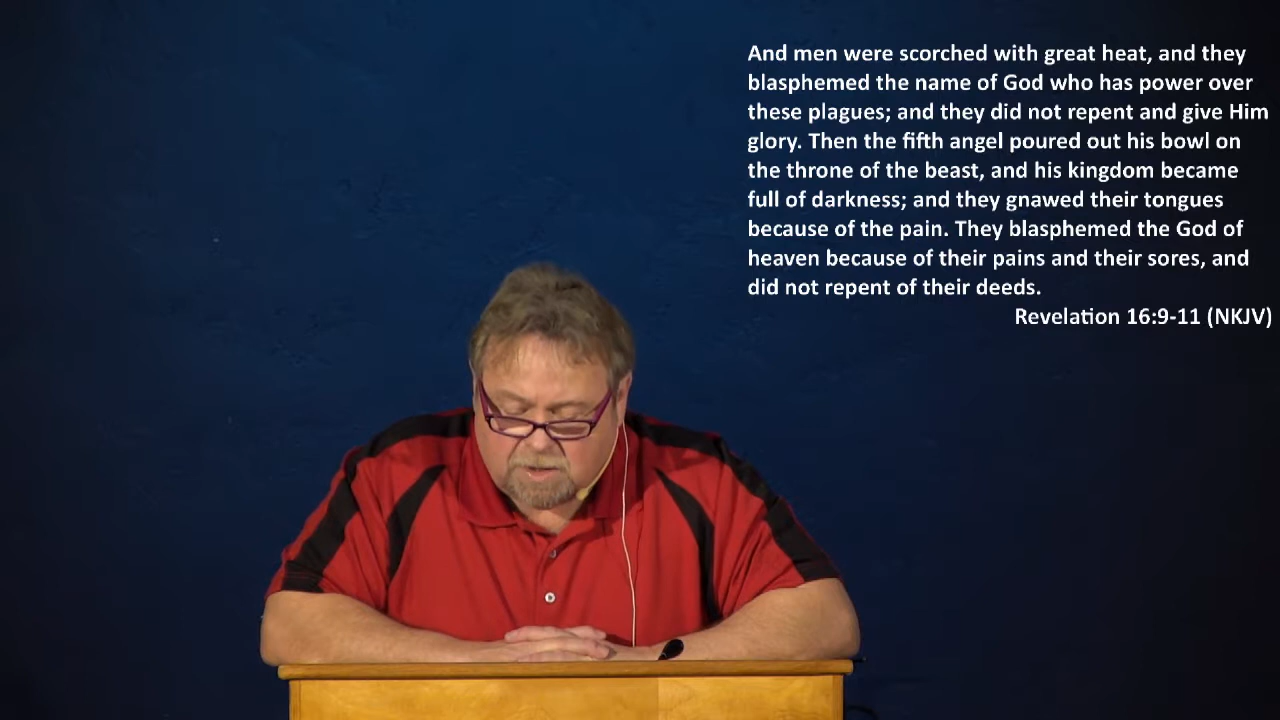 And men were scorched with great heat, and they
blasphemed the name of God who has power over
these plagues; and they did not repent and give Him
glory. Then the fifth angel poured out his bowl on
the throne of the beast, and his kingdom became
full of darkness; and they gnawed their tongues
because of the pain. They blasphemed the God of
heaven because of their pains and their sores, and
did not repent of their deeds.
Revelation 16:9-11 (NKJV)